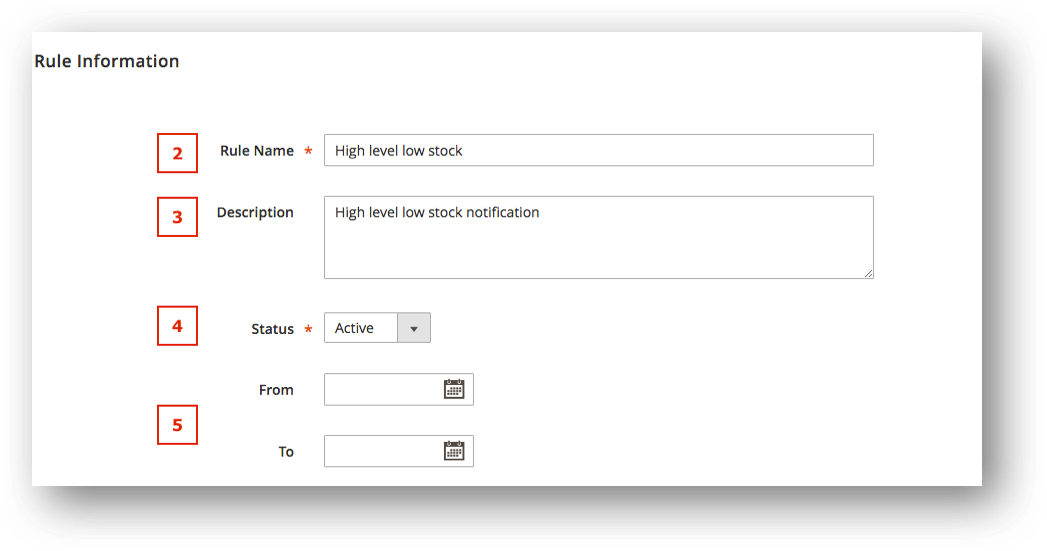 Rule Information
2 Rule Name * High level low stock
3 Description High level low stock notification
4 Status * Active
From
5
To